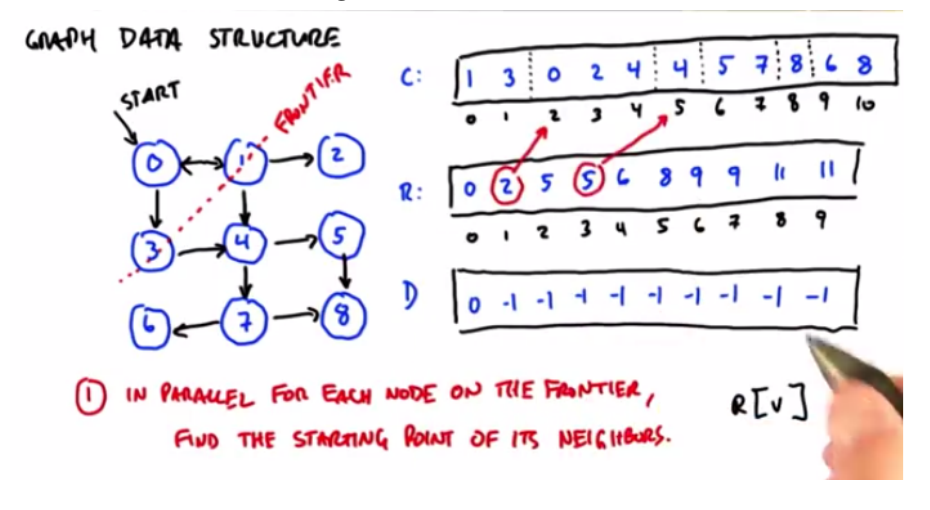 GRAPH DATA STRUCTURE
START
FRONTIER
0 1 2
3 4 5
6 7 8
C: 1 3 0 2 4 4 5 7 8 6 8
0 1 2 3 4 5 6 7 8 9 10
R: 0 2 5 5 6 8 9 9 11 11
0 1 2 3 4 5 6 7 8 9
D 0 -1 -1 -1 -1 -1 -1 -1 -1 -1
1 IN PARALLEL FOR EACH NODE ON THE FRONTIER,
FIND THE STARTING POINT OF ITS NEIGHBORS.
R[V]